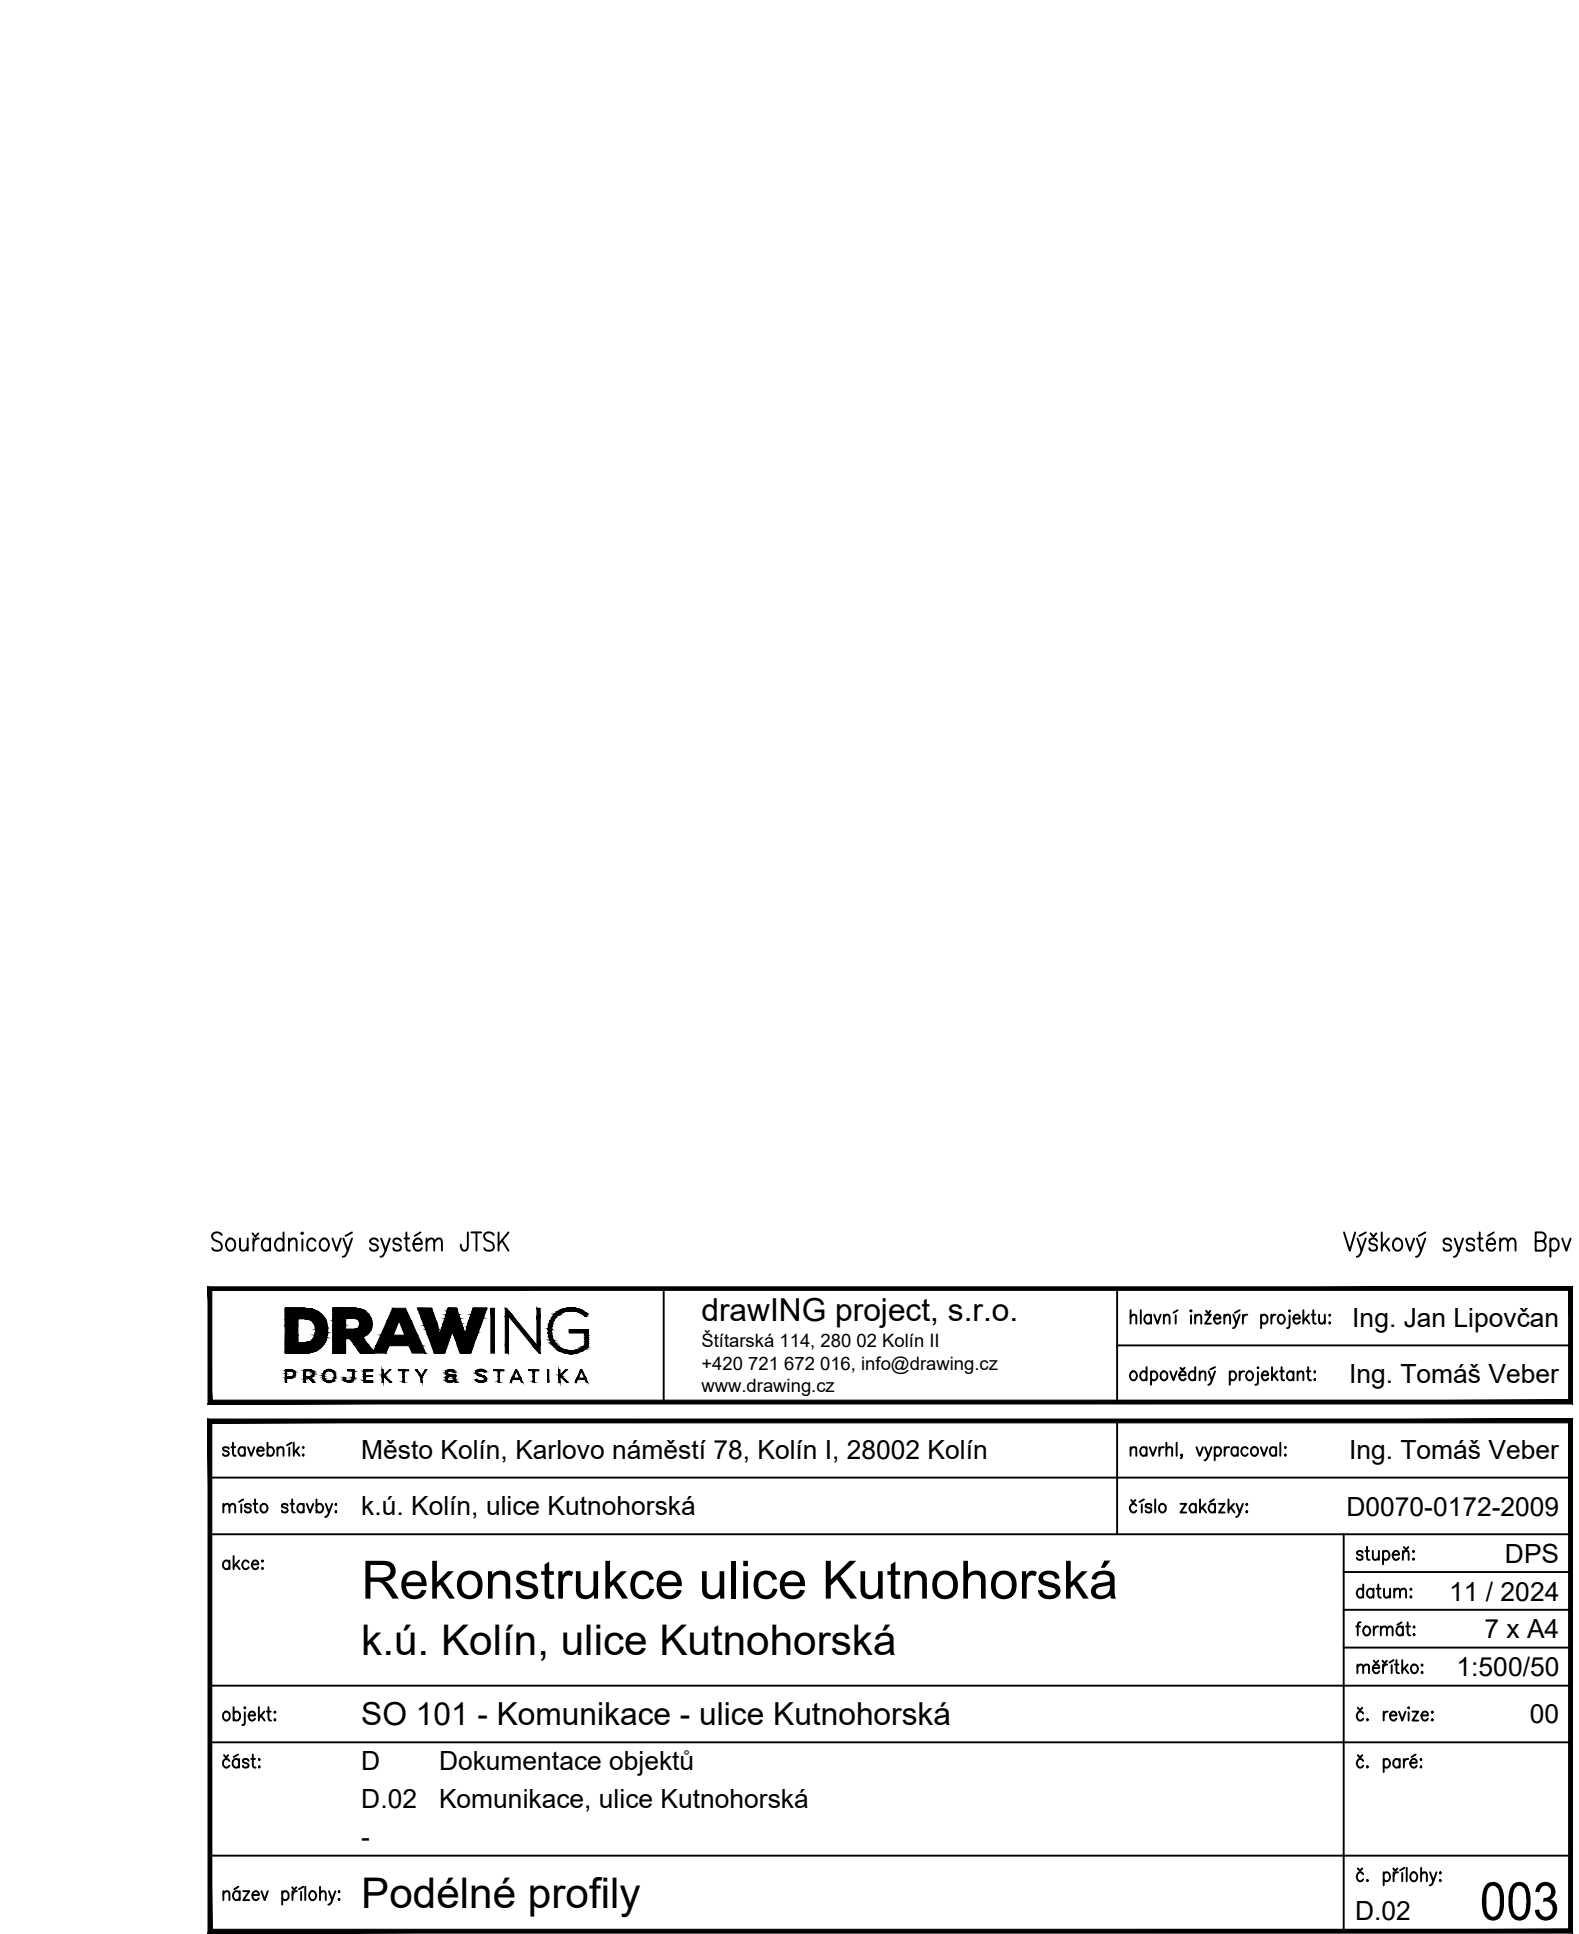 Souřadnicový systém JTSK
Výškový systém Bpv
DRAWING
PROJEKTY & STATIKA
drawING project, s.r.o.
Štítarská 114, 280 02 Kolín II
+420 721 672 016, info@drawing.cz
www.drawing.cz
hlavní inženýr projektu: Ing. Jan Lipovčan
odpovědný projektant: Ing. Tomáš Veber
stavebník: Město Kolín, Karlovo náměstí 78, Kolín I, 28002 Kolín
navrhl, vypracoval: Ing. Tomáš Veber
místo stavby: k.ú. Kolín, ulice Kutnohorská
číslo zakázky: D0070-0172-2009
akce: Rekonstrukce ulice Kutnohorská
k.ú. Kolín, ulice Kutnohorská
stupeň: DPS
datum: 11 / 2024
formát: 7 x A4
měřítko: 1:500/50
objekt: SO 101 - Komunikace - ulice Kutnohorská
č. revize: 00
část: D Dokumentace objektů
D.02 Komunikace, ulice Kutnohorská
-
č. paré:
název přílohy: Podélné profily
č. přílohy:
D.02 003